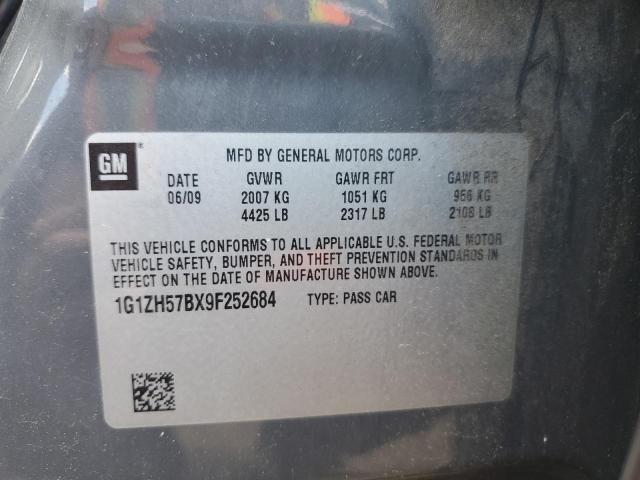 GM
MFD BY GENERAL MOTORS CORP.
DATE GVWR GAWR FRT GAWR RR
06/09 2007 KG 1051 KG 956 KG
4425 LB 2317 LB 2108 LB
THIS VEHICLE CONFORMS TO ALL APPLICABLE U.S. FEDERAL MOTOR
VEHICLE SAFETY, BUMPER, AND THEFT PREVENTION STANDARDS IN
EFFECT ON THE DATE OF MANUFACTURE SHOWN ABOVE.
1G1ZH57BX9F252684 TYPE: PASS CAR